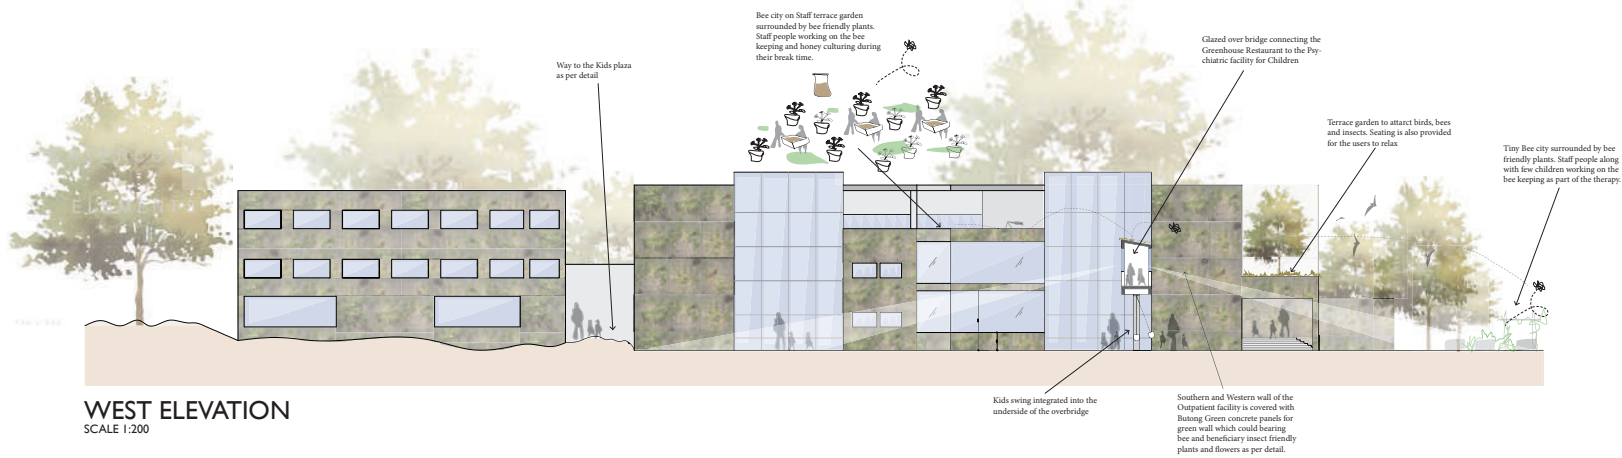 Bee city on Staff terrace garden
surrounded by bee friendly plants.
Staff people working on the bee
keeping and honey culturing during
their break time.
Way to the Kids plaza
as per detail
Glazed over bridge connecting the
Greenhouse Restaurant to the Psy-
chiatric facility for Children
Terrace garden to attarct birds, bees
and insects. Seating is also provided
for the users to relax
Tiny Bee city surrounded by bee
friendly plants. Staff people along
with few children working on the
bee keeping as part of the therapy.
Kids swing integrated into the
underside of the overbridge
Southern and Western wall of the
Outpatient facility is covered with
Butong Green concrete panels for
green wall which could bearing
bee and beneficiary insect friendly
plants and flowers as per detail.
WEST ELEVATION
SCALE 1:200